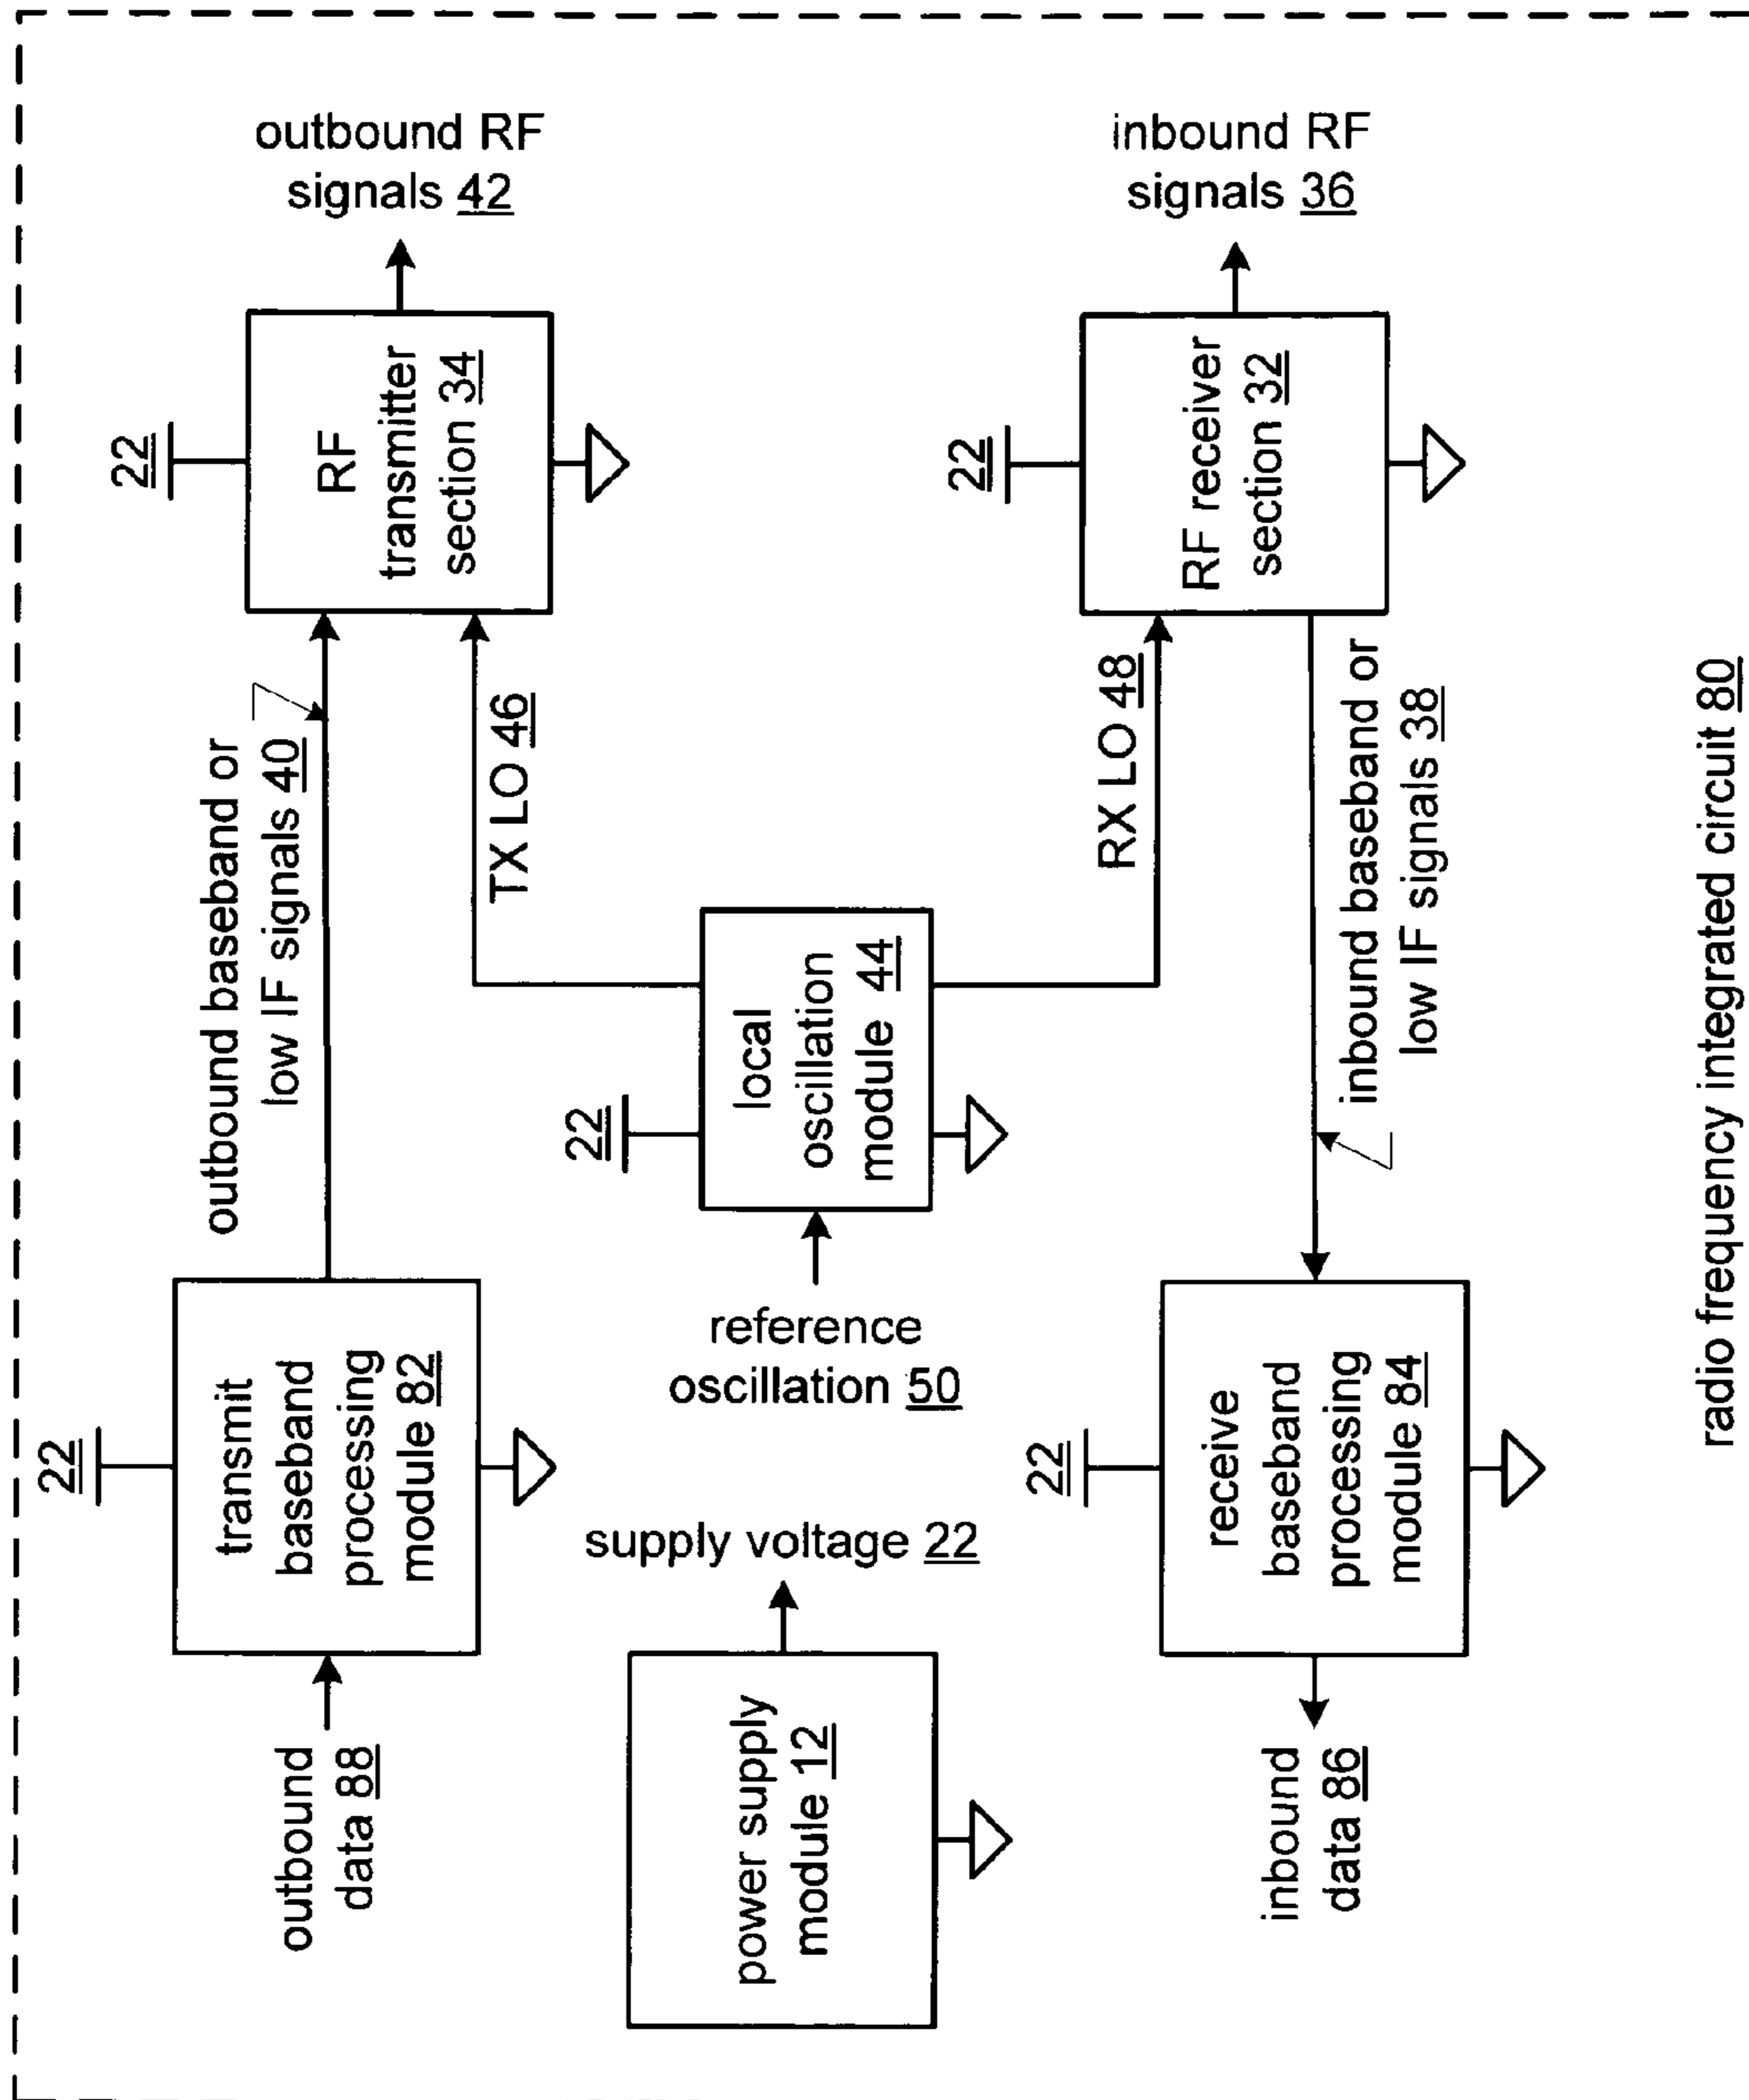 outbound RF
signals 42
inbound RF
signals 36
22
RF
transmitter
section 34
22
RF receiver
section 32
outbound baseband or
low IF signals 40
TX LO 46
RX LO 48
inbound baseband or
low IF signals 38
22
local
oscillation
module 44
reference
oscillation 50
22
transmit
baseband
processing
module 82
22
receive
baseband
processing
module 84
supply voltage 22
outbound
data 88
power supply
module 12
inbound
data 86
radio frequency integrated circuit 80